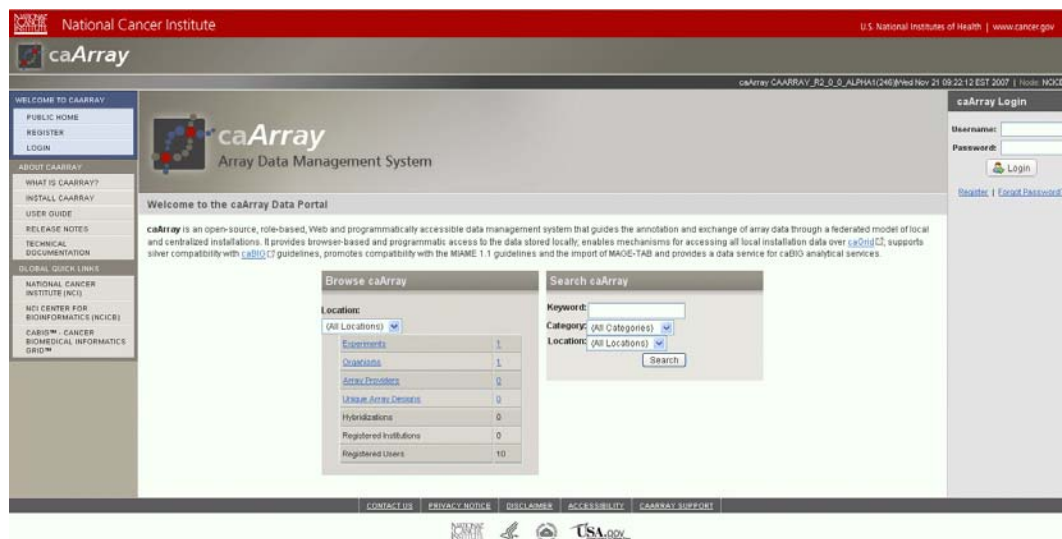 NATIONAL CANCER INSTITUTE
National Cancer Institute
U.S. National Institutes of Health | www.cancer.gov
caArray
caArray CAARRAY_R2_0_0_ALPHA1(246)|Wed Nov 21 09:22:12 EST 2007 | Node: NCICB
WELCOME TO CAARRAY
PUBLIC HOME
REGISTER
LOGIN
ABOUT CAARRAY
WHAT IS CAARRAY?
INSTALL CAARRAY
USER GUIDE
RELEASE NOTES
TECHNICAL
DOCUMENTATION
GLOBAL QUICK LINKS
NATIONAL CANCER
INSTITUTE (NCI)
NCI CENTER FOR
BIOINFORMATICS (NCICB)
CABIG™ - CANCER
BIOMEDICAL INFORMATICS
GRID™
caArray
Array Data Management System
Welcome to the caArray Data Portal
caArray is an open-source, role-based, Web and programmatically accessible data management system that guides the annotation and exchange of array data through a federated model of local
and centralized installations. It provides browser-based and programmatic access to the data stored locally; enables mechanisms for accessing all local installation data over caGrid; supports
silver compatibility with caBIG guidelines, promotes compatibility with the MIAME 1.1 guidelines and the import of MAGE-TAB and provides a data service for caBIG analytical services.
Browse caArray
Location:
(All Locations)
Experiments 1
Organisms 1
Array Providers 0
Unique Array Designs 0
Hybridizations 0
Registered Institutions 0
Registered Users 10
Search caArray
Keyword:
Category: (All Categories)
Location: (All Locations)
Search
caArray Login
Username:
Password:
Login
Register | Forgot Password
CONTACT US PRIVACY NOTICE DISCLAIMER ACCESSIBILITY CAARRAY SUPPORT
NATIONAL CANCER INSTITUTE
USA.gov